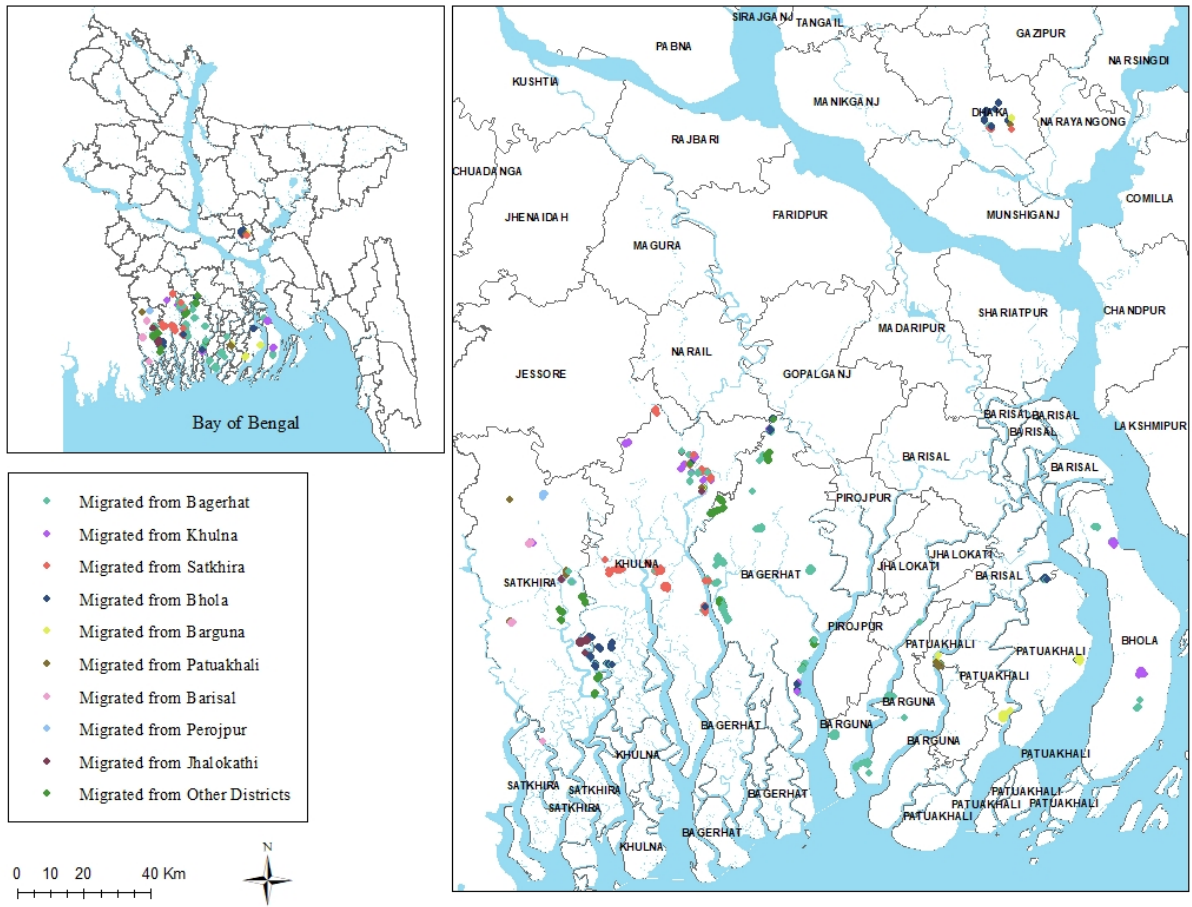 Bay of Bengal
Migrated from Bagerhat
Migrated from Khulna
Migrated from Satkhira
Migrated from Bhola
Migrated from Barguna
Migrated from Patuakhali
Migrated from Barisal
Migrated from Perojpur
Migrated from Jhalokathi
Migrated from Other Districts
0 10 20 40 Km
N
SIRAJGANJ
TANGAIL
GAZIPUR
PABNA
NARSINGDI
KUSHTIA
MANIKGANJ
DHAKA
NARAYANGONG
RAJBARI
CHUADANGA
COMILLA
JHENAIDAH
FARIDPUR
MUNSHIGANJ
MAGURA
SHARIATPUR
CHANDPUR
MADARIPUR
NARAIL
JESSORE
GOPALGANJ
BARISAL
BARISAL
LAKSHMIPUR
BARISAL
BARISAL
BARISAL
PIROJPUR
JHALOKATI
KHULNA
JHALOKATI
BARISAL
SATKHIRA
BAGERHAT
PIROJPUR
BHOLA
PATUAKHALI
PATUAKHALI
PATUAKHALI
BARGUNA
BAGERHAT
BARGUNA
BARGUNA
KHULNA
PATUAKHALI
SATKHIRA
SATKHIRA
BAGERHAT
PATUAKHALI
SATKHIRA
PATUAKHALI
PATUAKHALI
PATUAKHALI
BAGERHAT
KHULNA